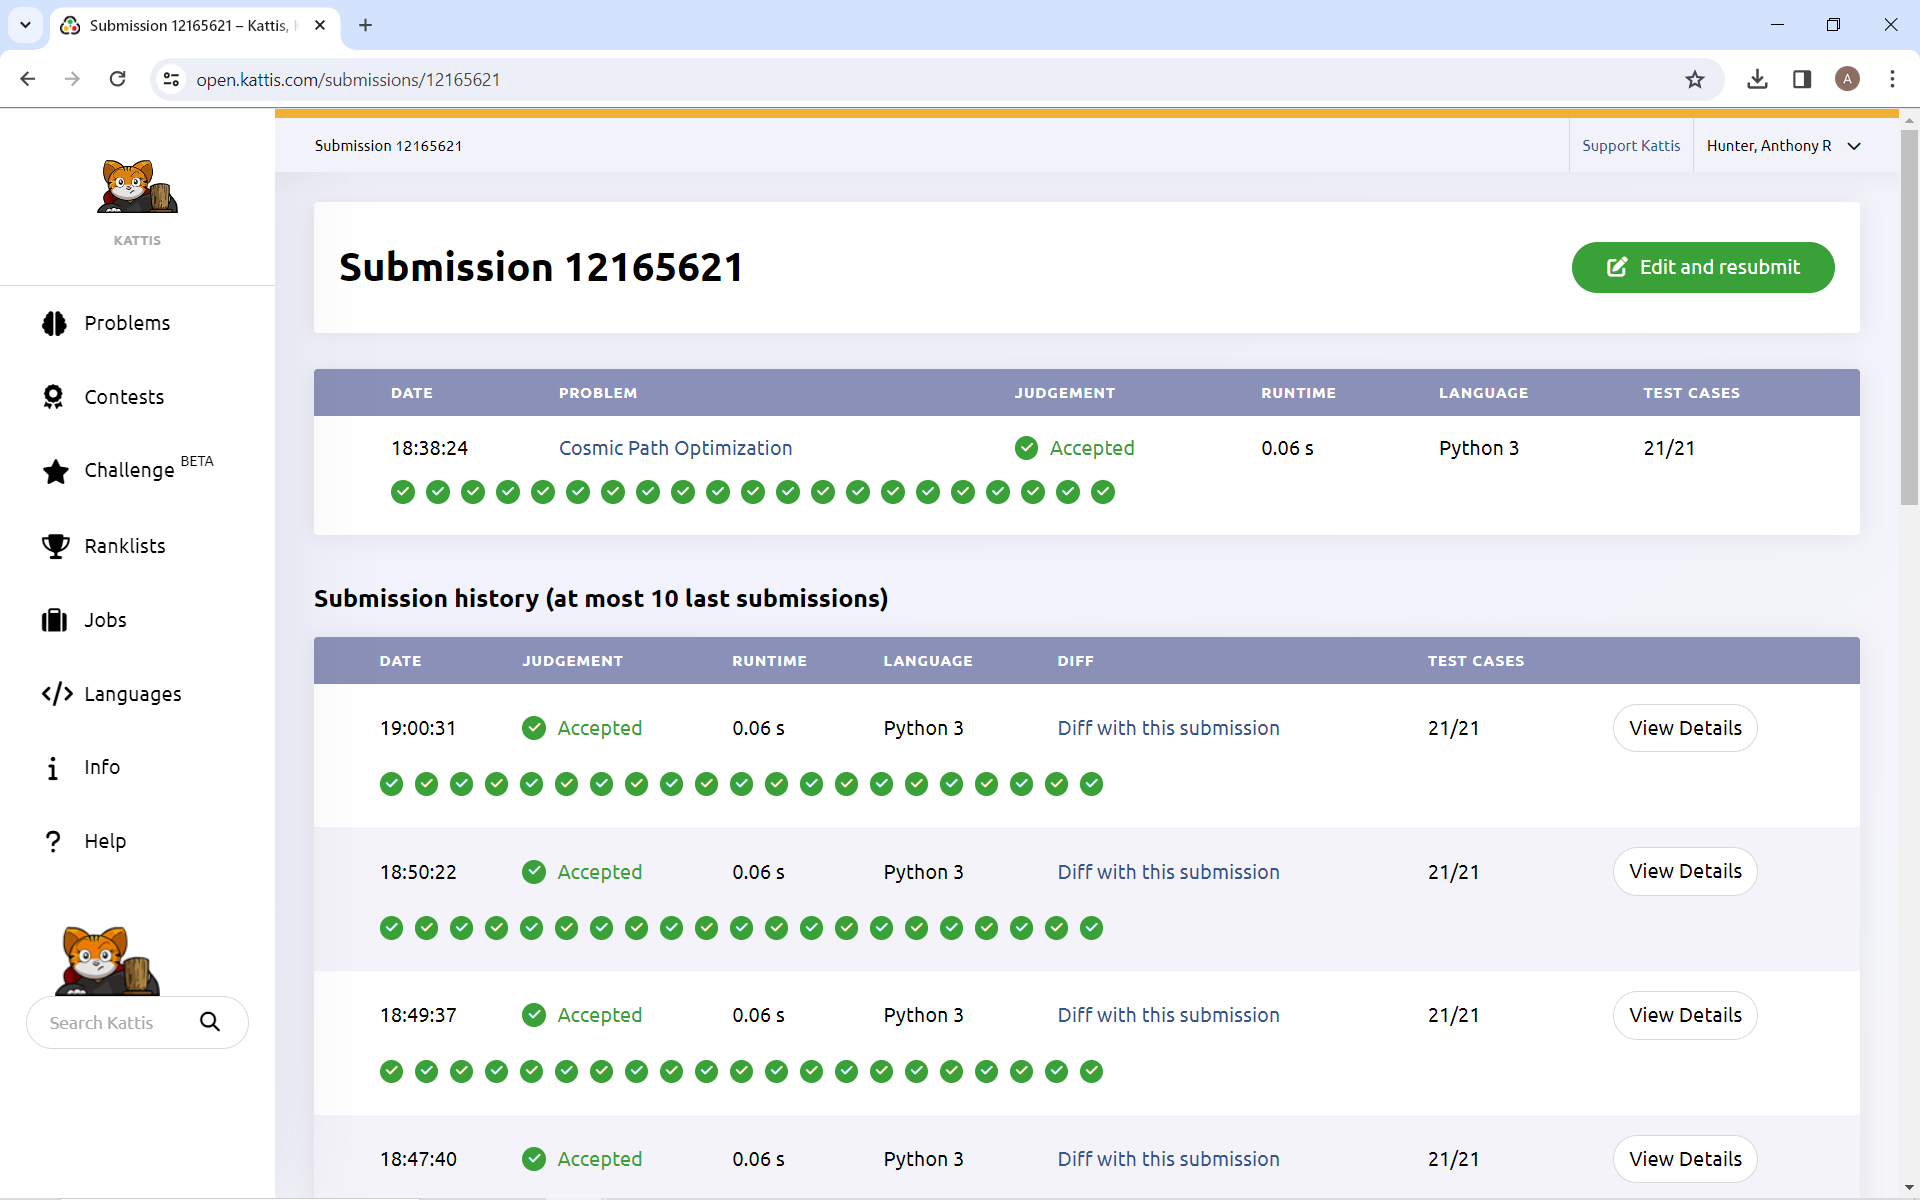 Submission 12165621 – Kattis,
open.kattis.com/submissions/12165621
A
KATTIS
Problems
Contests
Challenge BETA
Ranklists
Jobs
Languages
Info
Help
Search Kattis
Submission 12165621
Support Kattis
Hunter, Anthony R
Submission 12165621
Edit and resubmit
DATE PROBLEM JUDGEMENT RUNTIME LANGUAGE TEST CASES
18:38:24 Cosmic Path Optimization Accepted 0.06 s Python 3 21/21
Submission history (at most 10 last submissions)
DATE JUDGEMENT RUNTIME LANGUAGE DIFF TEST CASES
19:00:31 Accepted 0.06 s Python 3 Diff with this submission 21/21 View Details
18:50:22 Accepted 0.06 s Python 3 Diff with this submission 21/21 View Details
18:49:37 Accepted 0.06 s Python 3 Diff with this submission 21/21 View Details
18:47:40 Accepted 0.06 s Python 3 Diff with this submission 21/21 View Details